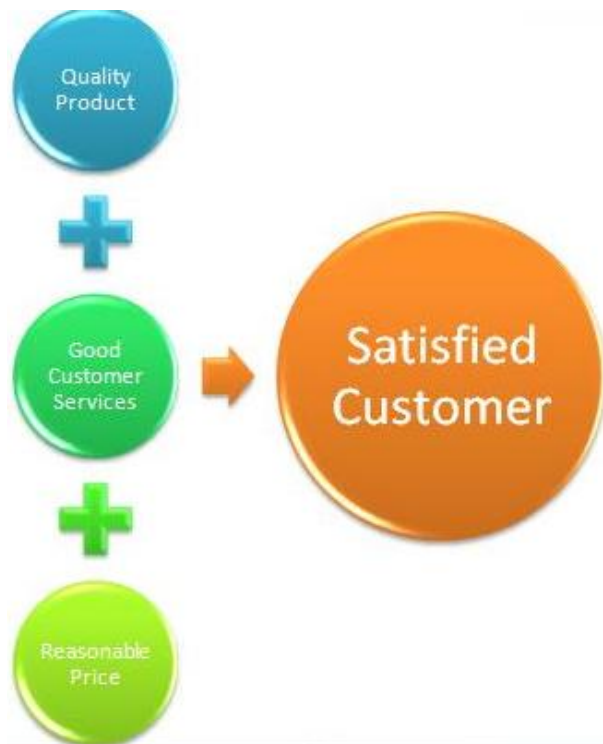 Quality
Product
Good
Customer
Services
Satisfied
Customer
Reasonable
Price